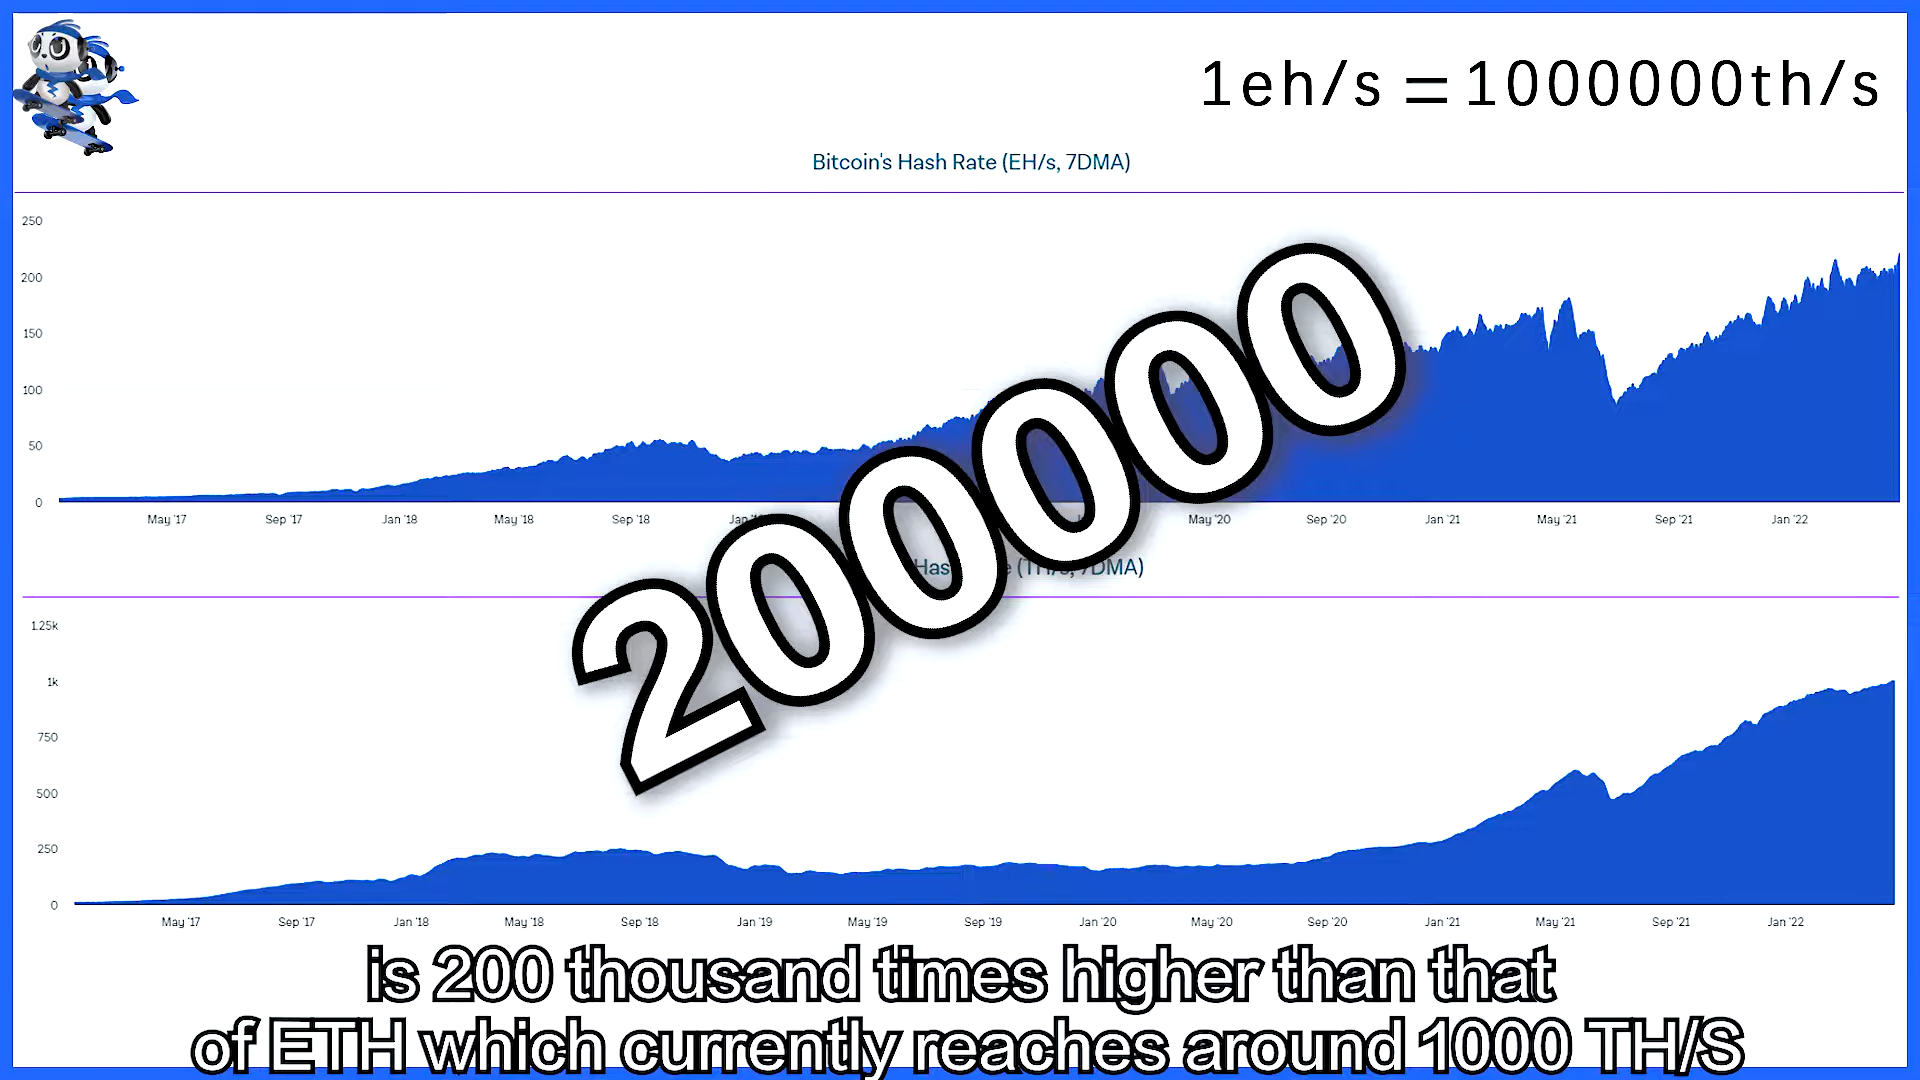 1eh/s = 1000000th/s
Bitcoin's Hash Rate (EH/s, 7DMA)
250
200
150
100
50
0
May '17 Sep '17 Jan '18 May '18 Sep '18 May '20 Sep '20 Jan '21 May '21 Sep '21 Jan '22
200000
(TH/s, 7DMA)
1.25k
1k
750
500
250
0
May '17 Sep '17 Jan '18 May '18 Sep '18 Jan '19 May '19 Sep '19 Jan '20 May '20 Sep '20 Jan '21 May '21 Sep '21 Jan '22
is 200 thousand times higher than that
of ETH which currently reaches around 1000 TH/S